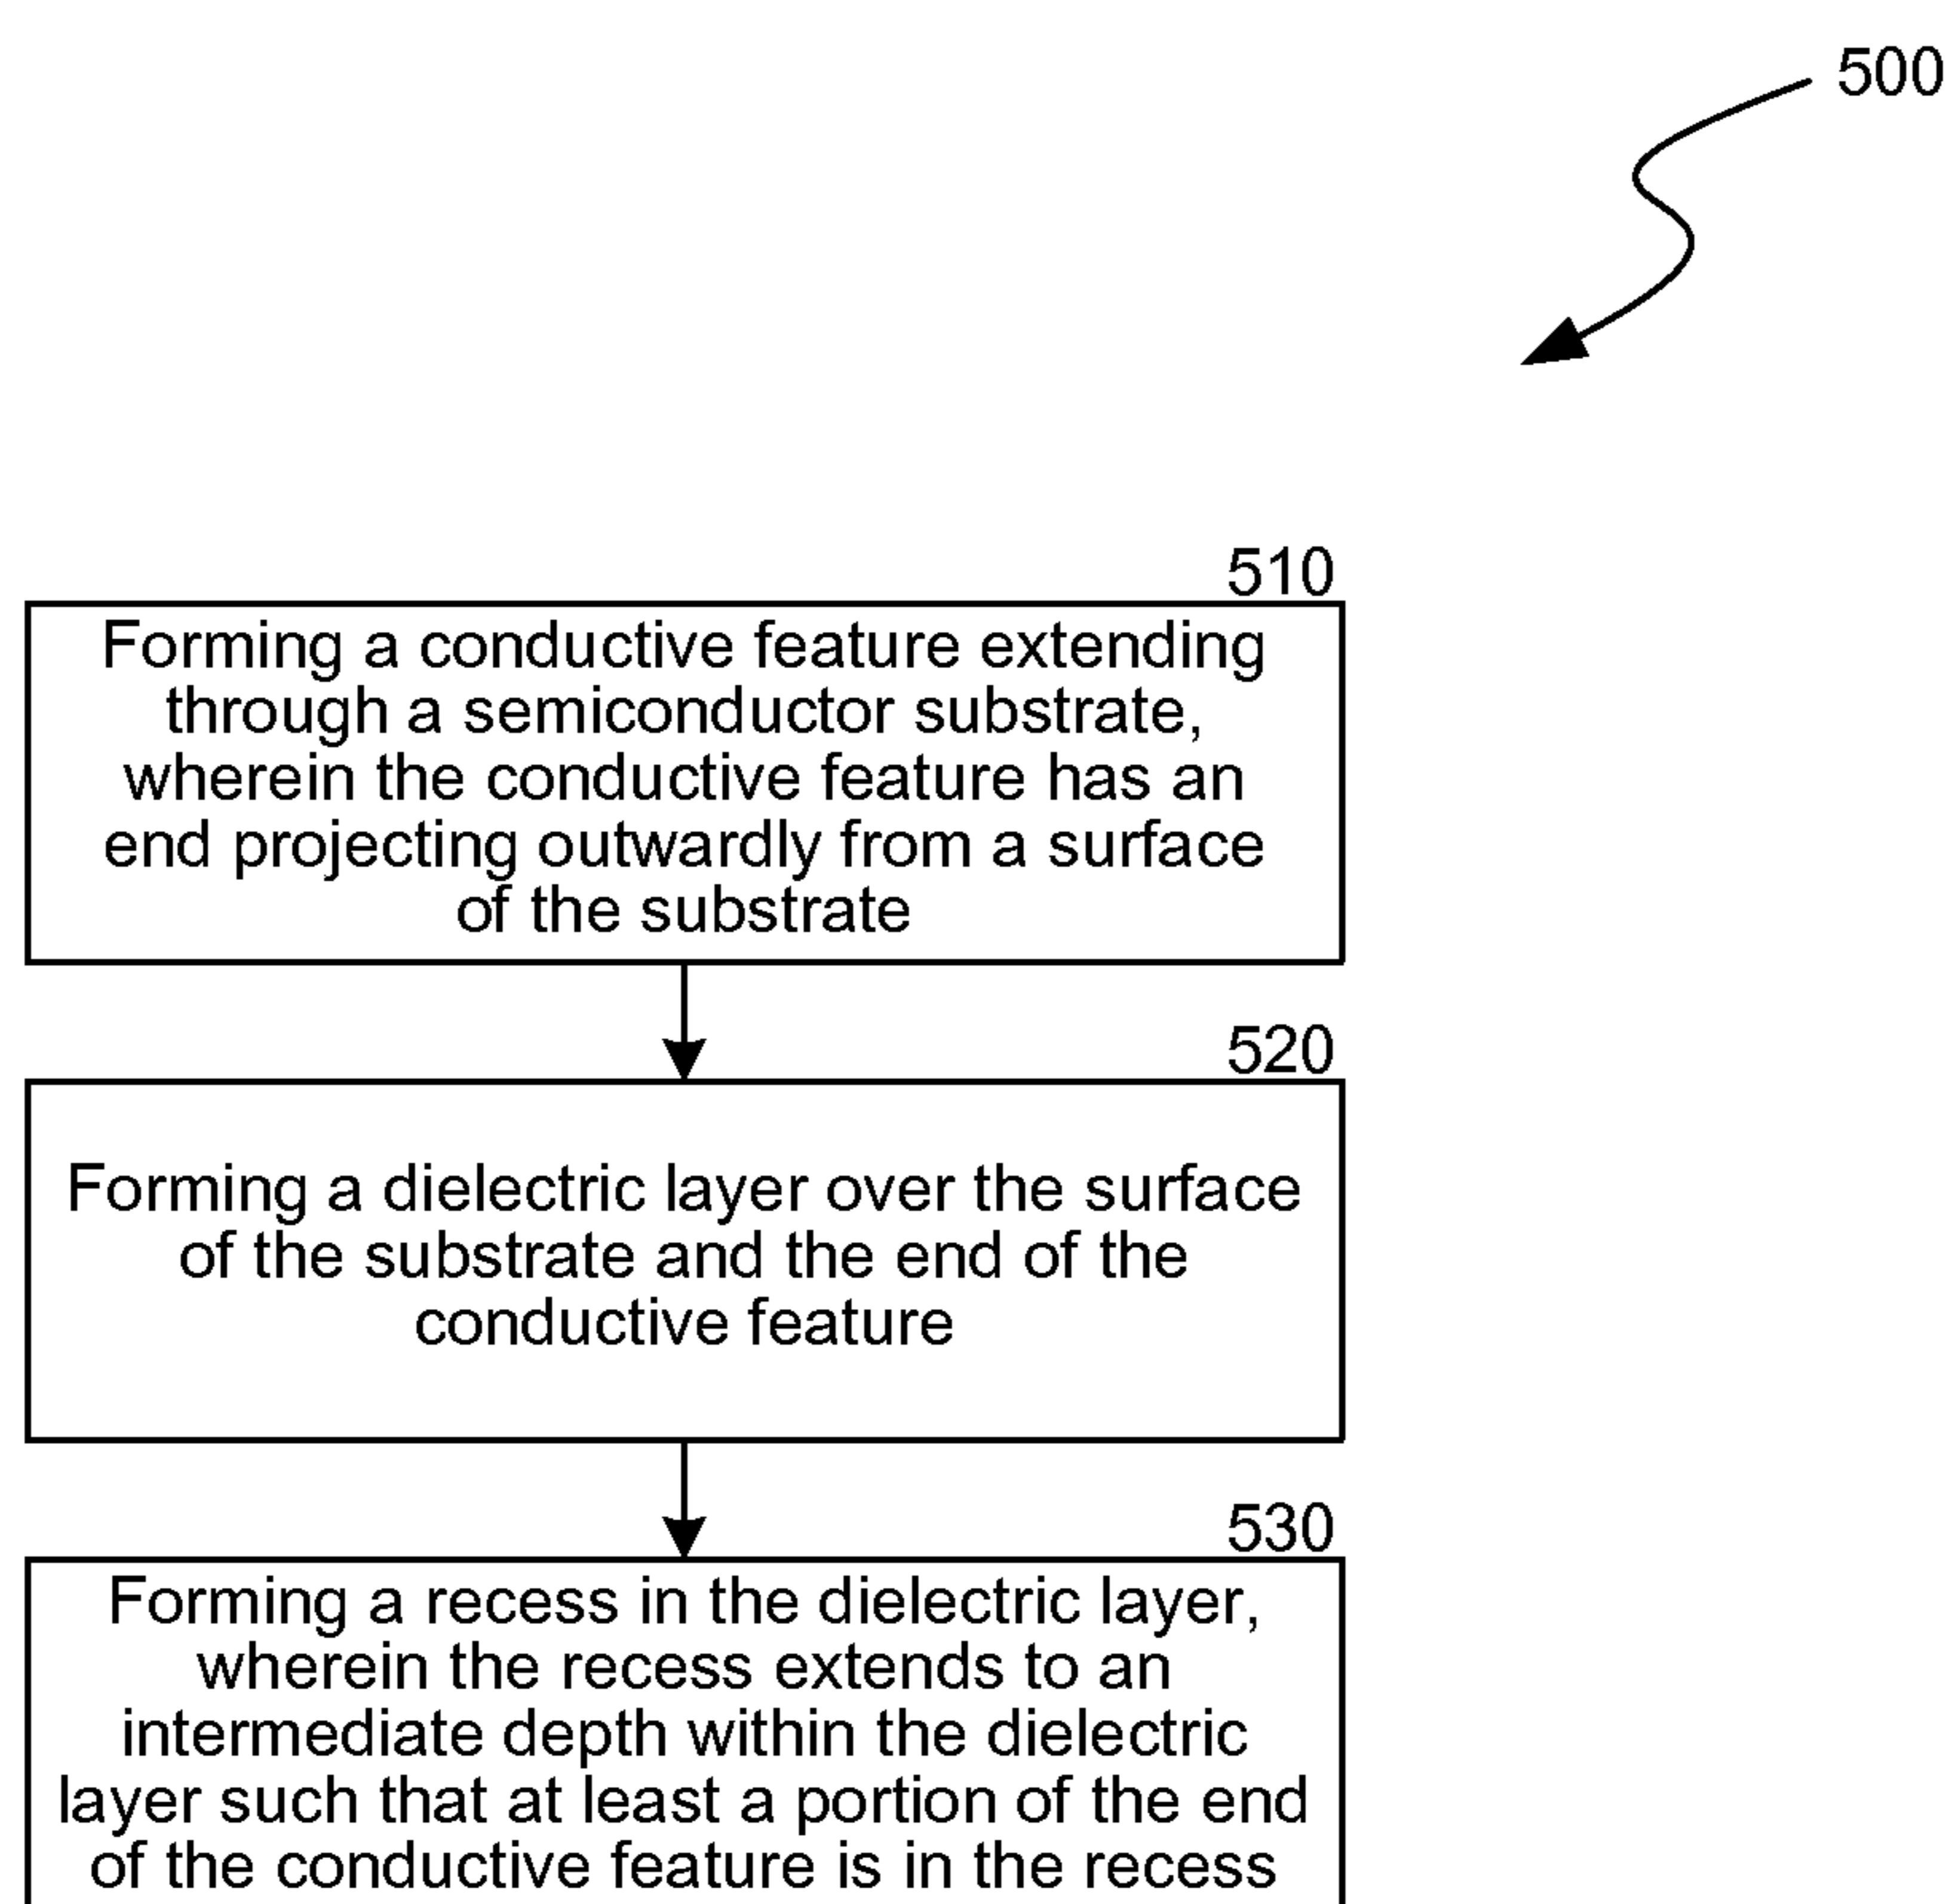 500
510
Forming a conductive feature extending
through a semiconductor substrate,
wherein the conductive feature has an
end projecting outwardly from a surface
of the substrate
520
Forming a dielectric layer over the surface
of the substrate and the end of the
conductive feature
530
Forming a recess in the dielectric layer,
wherein the recess extends to an
intermediate depth within the dielectric
layer such that at least a portion of the end
of the conductive feature is in the recess